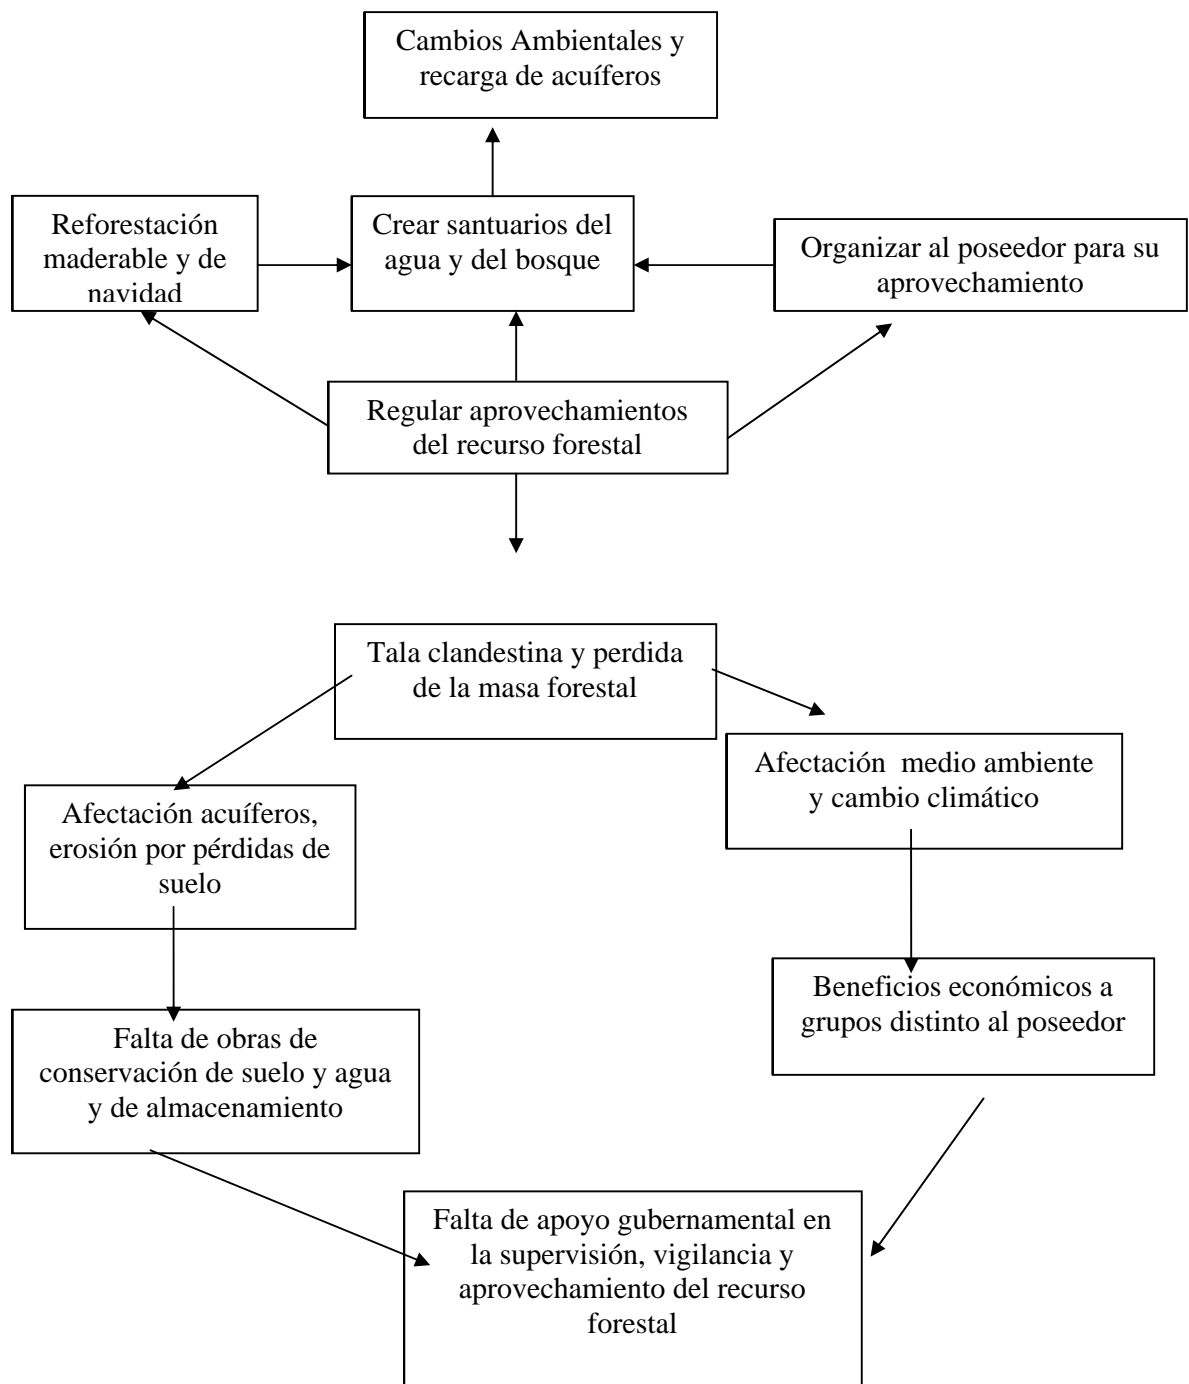 Cambios Ambientales y
recarga de acuíferos
Reforestación
maderable y de
navidad
Crear santuarios del
agua y del bosque
Organizar al poseedor para su
aprovechamiento
Regular aprovechamientos
del recurso forestal
Tala clandestina y perdida
de la masa forestal
Afectación  medio ambiente
y cambio climático
Afectación acuíferos,
erosión por pérdidas de
suelo
Beneficios económicos a
grupos distinto al poseedor
Falta de obras de
conservación de suelo y agua
y de almacenamiento
Falta de apoyo gubernamental en
la supervisión, vigilancia y
aprovechamiento del recurso
forestal